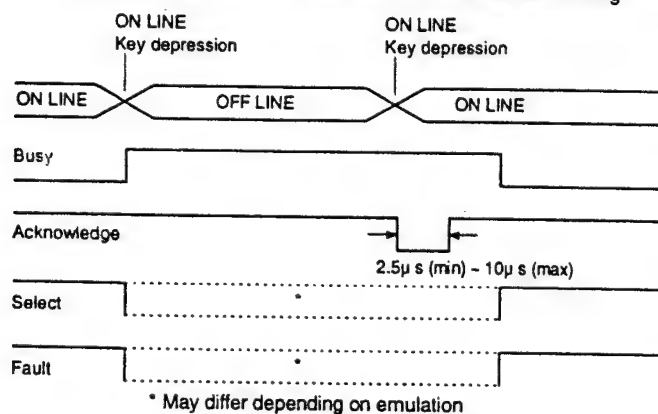 ON LINE
Key depression
ON LINE
Key depression
ON LINE
OFF LINE
ON LINE
Busy
Acknowledge
2.5µ s (min) ~ 10µ s (max)
Select
*
Fault
*
* May differ depending on emulation